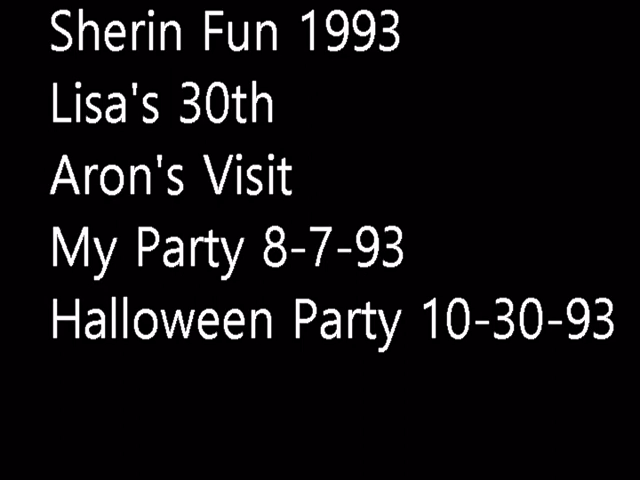 Sherin Fun 1993
Lisa's 30th
Aron's Visit
My Party 8-7-93
Halloween Party 10-30-93